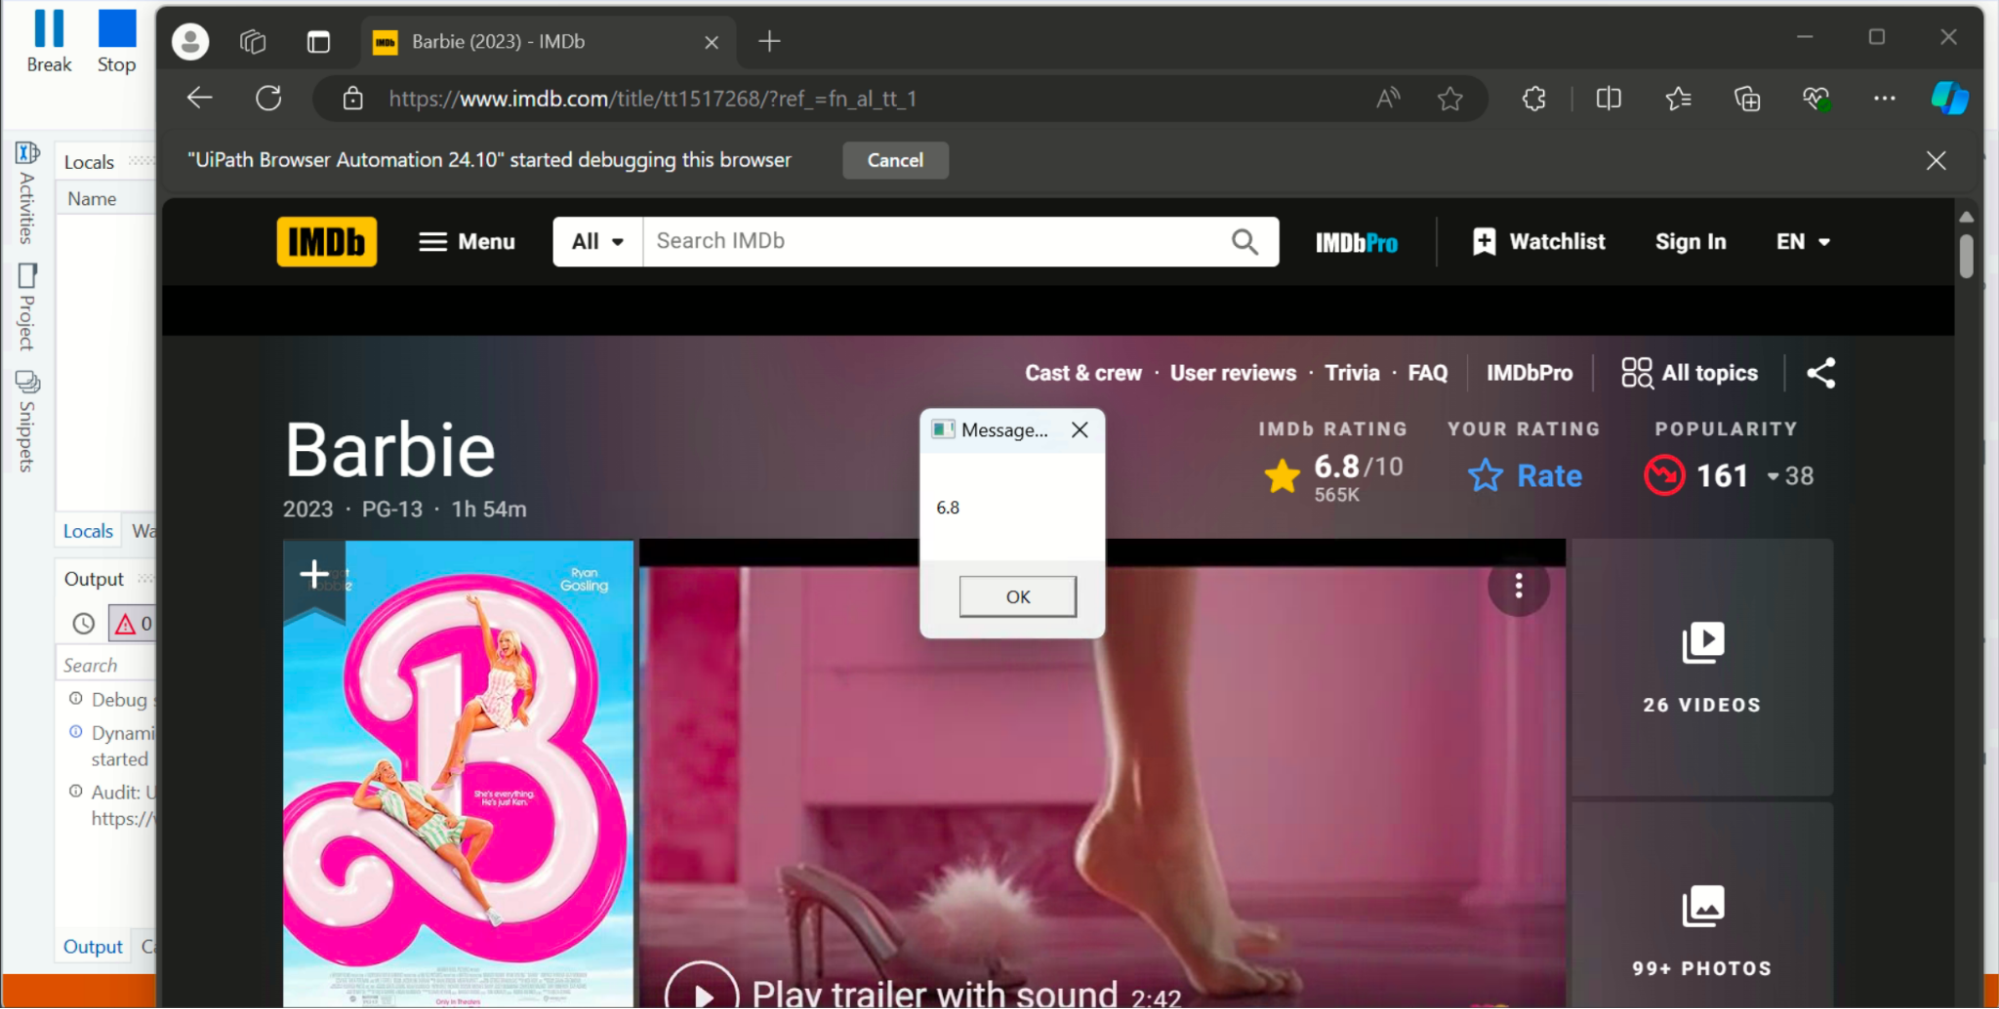 Break
Stop
Barbie (2023) - IMDb
https://www.imdb.com/title/tt1517268/?ref_=fn_al_tt_1
Activities
Project
Snippets
Locals
Name
"UiPath Browser Automation 24.10" started debugging this browser
Cancel
IMDb
Menu
All
Search IMDb
IMDbPro
Watchlist
Sign In
EN
Cast & crew · User reviews · Trivia · FAQ
IMDbPro
All topics
Barbie
2023 · PG-13 · 1h 54m
IMDb RATING
6.8/10
565K
YOUR RATING
Rate
POPULARITY
161
38
Message...
6.8
OK
Locals
Wa
Output
0
Search
Debug s
Dynami
started
Audit: U
https://w
Output
Ca
Ryan
Gosling
She's everything.
He's just Ken.
Only in theaters
Play trailer with sound 2:42
26 VIDEOS
99+ PHOTOS